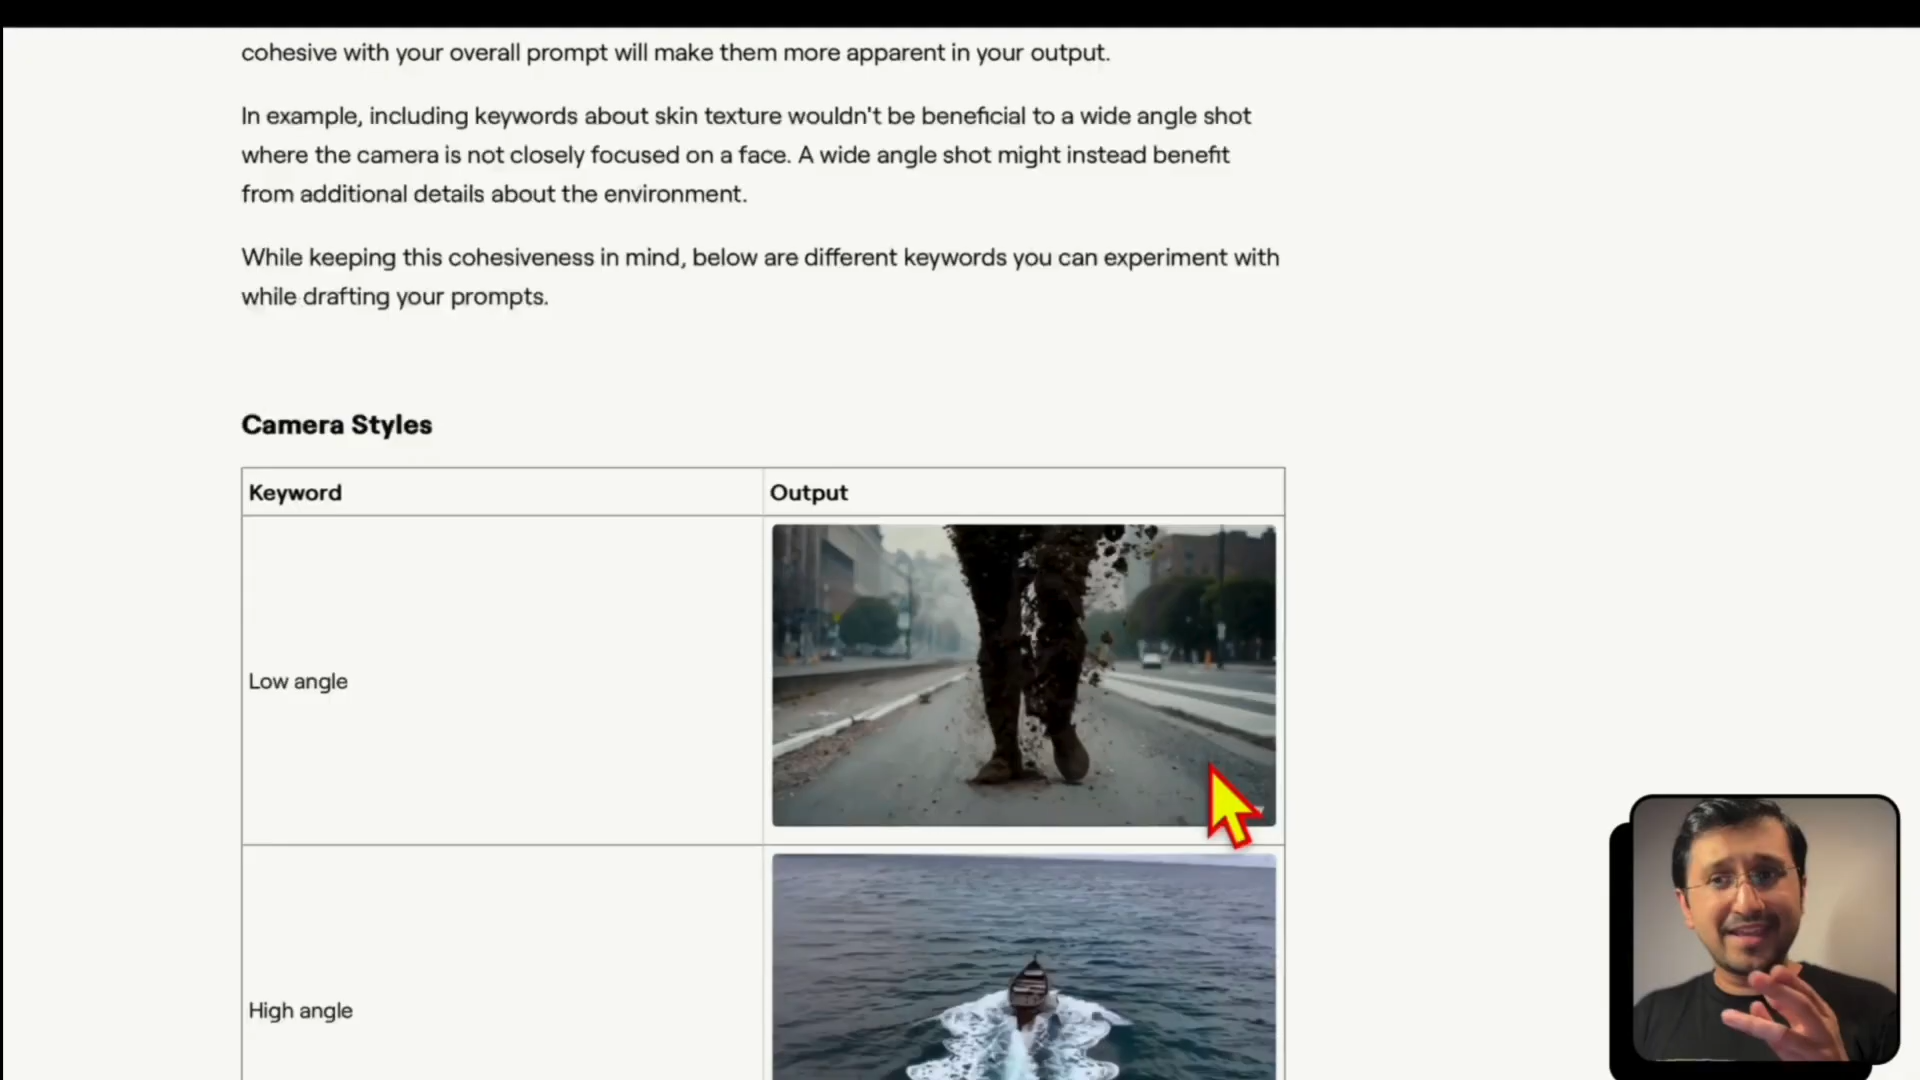 cohesive with your overall prompt will make them more apparent in your output.
In example, including keywords about skin texture wouldn't be beneficial to a wide angle shot
where the camera is not closely focused on a face. A wide angle shot might instead benefit
from additional details about the environment.
While keeping this cohesiveness in mind, below are different keywords you can experiment with
while drafting your prompts.
Camera Styles
Keyword
Output
Low angle
High angle